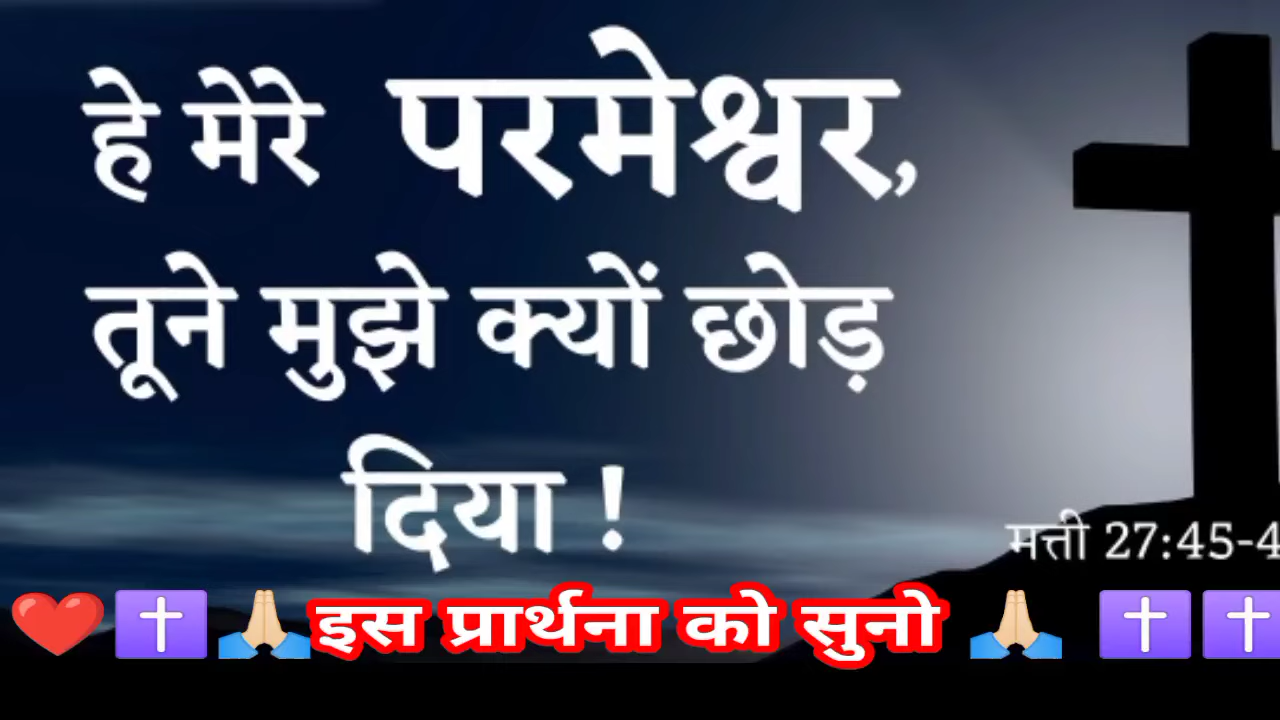 हे मेरे परमेश्वर,
तूने मुझे क्यों छोड़
दिया !
मत्ती 27:45-4
इस प्रार्थना को सुनो